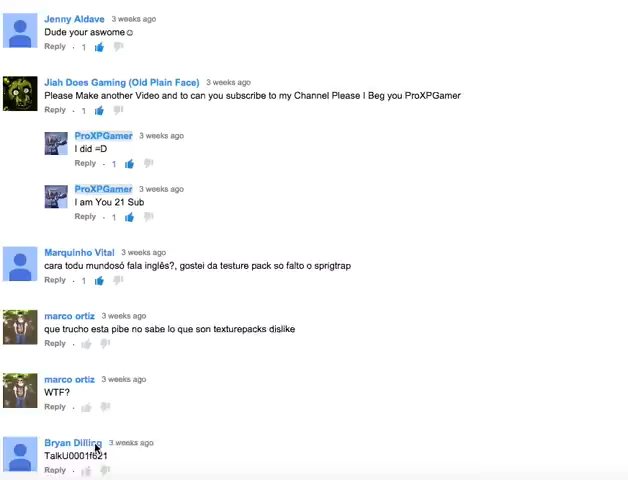 Jenny Aldave 3 weeks ago
Dude your aswome☺
Reply · 1
Jiah Does Gaming (Old Plain Face) 3 weeks ago
Please Make another Video and to can you subscribe to my Channel Please I Beg you ProXPGamer
Reply · 1
ProXPGamer 3 weeks ago
I did =D
Reply · 1
ProXPGamer 3 weeks ago
I am You 21 Sub
Reply · 1
Marquinho Vital 3 weeks ago
cara todu mundosó fala inglês?, gostei da testure pack so falto o sprigtrap
Reply · 1
marco ortiz 3 weeks ago
que trucho esta pibe no sabe lo que son texturepacks dislike
Reply ·
marco ortiz 3 weeks ago
WTF?
Reply ·
Bryan Dilling 3 weeks ago
TalkU0001f621
Reply ·